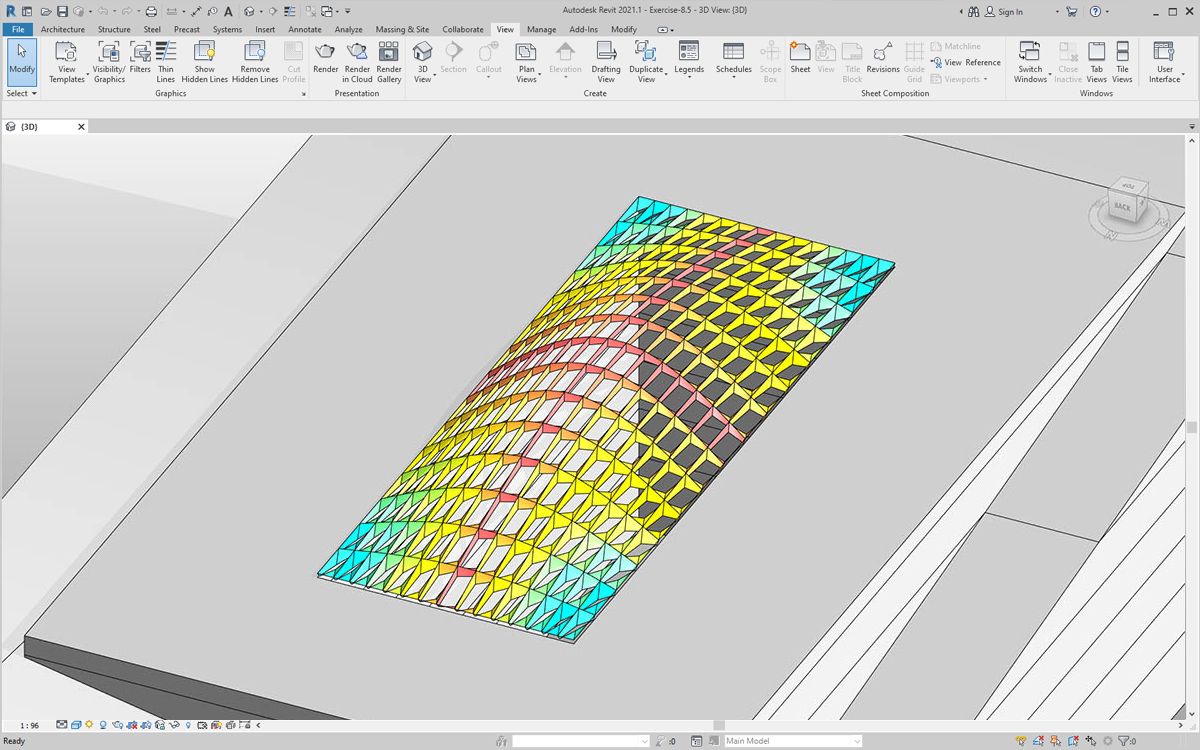 Autodesk Revit 2021.1 - Exercise-8.5 - 3D View: {3D}
Sign In
File Architecture Structure Steel Precast Systems Insert Annotate Analyze Massing & Site Collaborate View Manage Add-Ins Modify
Modify
View Templates
Visibility/ Graphics
Filters
Thin Lines
Show Hidden Lines
Remove Hidden Lines
Cut Profile
Render
Render in Cloud
Render Gallery
3D View
Section
Callout
Plan Views
Elevation
Drafting View
Duplicate View
Legends
Schedules
Scope Box
Sheet
View
Title Block
Revisions
Guide Grid
Matchline
View Reference
Viewports
Switch Windows
Close Inactive
Tab Views
Tile Views
User Interface
Select Graphics Presentation Create Sheet Composition Windows
{3D}
TOP
BACK
1 : 96
Ready
:0
Main Model
:0